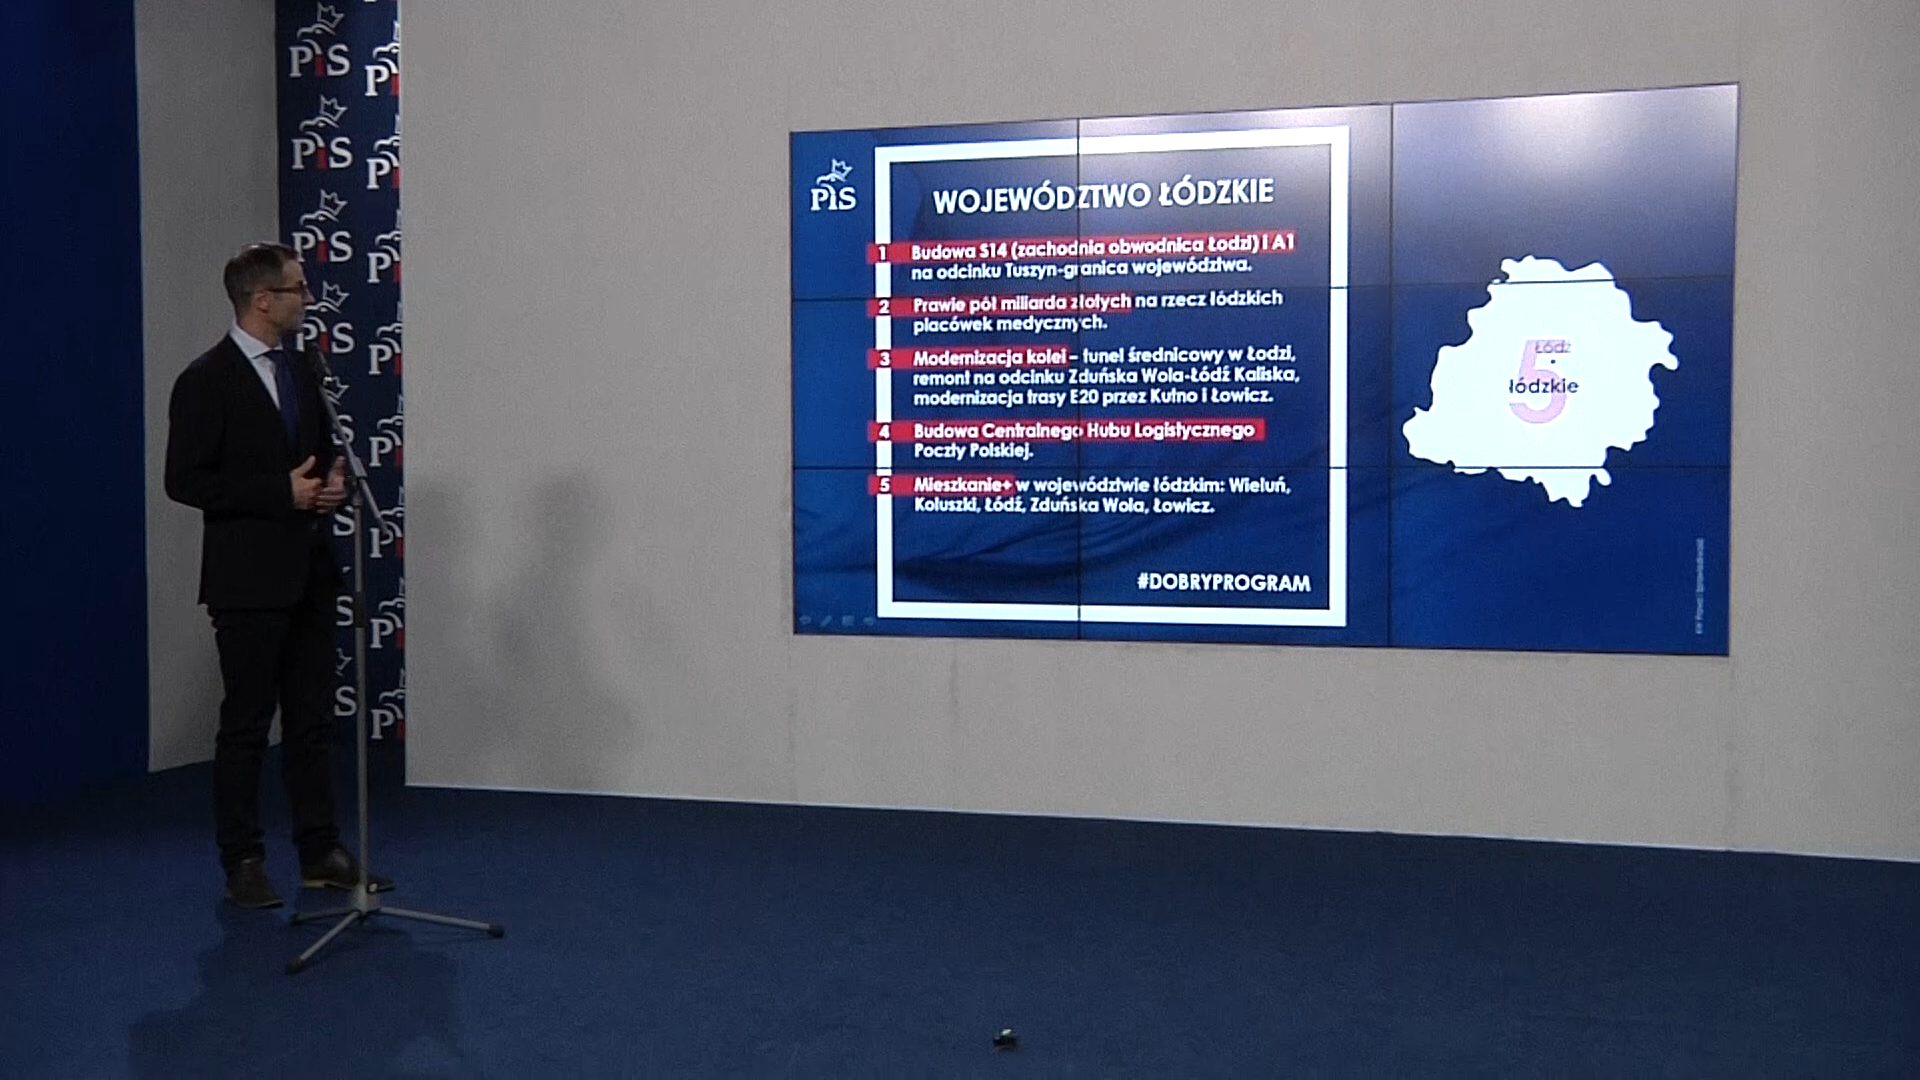 PiS
PiS
PiS
PiS
PiS
PiS
PiS
WOJEWÓDZTWO ŁÓDZKIE
1 Budowa S14 (zachodnia obwodnica Łodzi) i A1
na odcinku Tuszyn-granica województwa.
2 Prawie pół miliarda złotych na rzecz łódzkich
placówek medycznych.
3 Modernizacja kolei – tunel średnicowy w Łodzi,
remont na odcinku Zduńska Wola-Łódź Kaliska,
modernizacja trasy E20 przez Kutno i Łowicz.
4 Budowa Centralnego Hubu Logistycznego
Poczty Polskiej.
5 Mieszkanie+ w województwie łódzkim: Wieluń,
Koluszki, Łódź, Zduńska Wola, Łowicz.
#DOBRYPROGRAM
Łódź
5
łódzkie